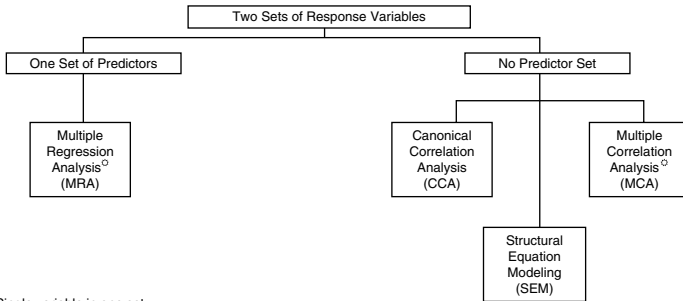 Two Sets of Response Variables
One Set of Predictors
No Predictor Set
Multiple
Regression
Analysis○
(MRA)
Canonical
Correlation
Analysis
(CCA)
Multiple
Correlation
Analysis◌
(MCA)
Structural
Equation
Modeling
(SEM)